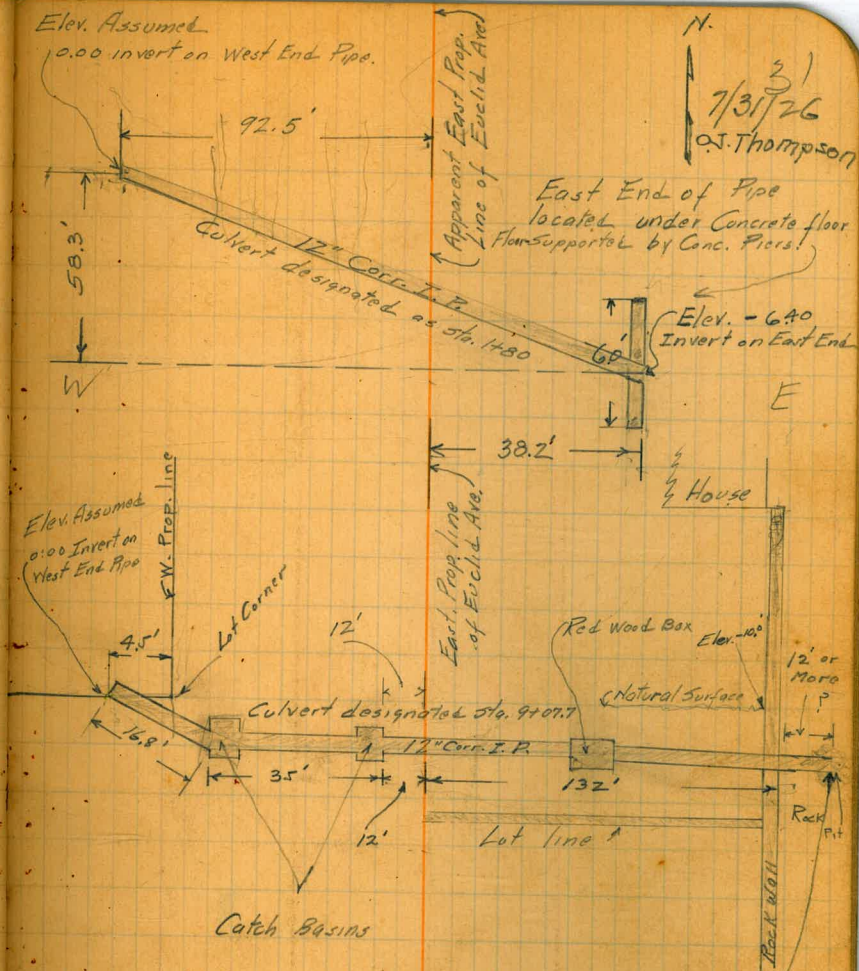 Elev. Assumed
0.00 invert on West End Pipe.
92.5'
Apparent East Prop.
Line of Euclid Ave.
N.
21
7/31/26
O.J. Thompson
East End of Pipe
located under Concrete floor
Floor Supported by Conc. Piers.
58.3'
12" Corr. I.P.
Culvert designated as Sta. 1+80
6.0'
Elev. - 6.40
Invert on East End
W
E
38.2'
House
East. Prop. line
of Euclid Ave.
Elev. Assumed
0.00 Invert on
West End Pipe
W. Prop. line
Lot Corner
4.5'
12'
Red Wood Box
Elev. -10.0'
12' or
More
?
Natural Surface
Culvert designated Sta. 9+07.7
12" Corr. I.P.
16.8'
35'
12'
132'
Rock
Pit
Lot line
Rock Wall
Catch Basins